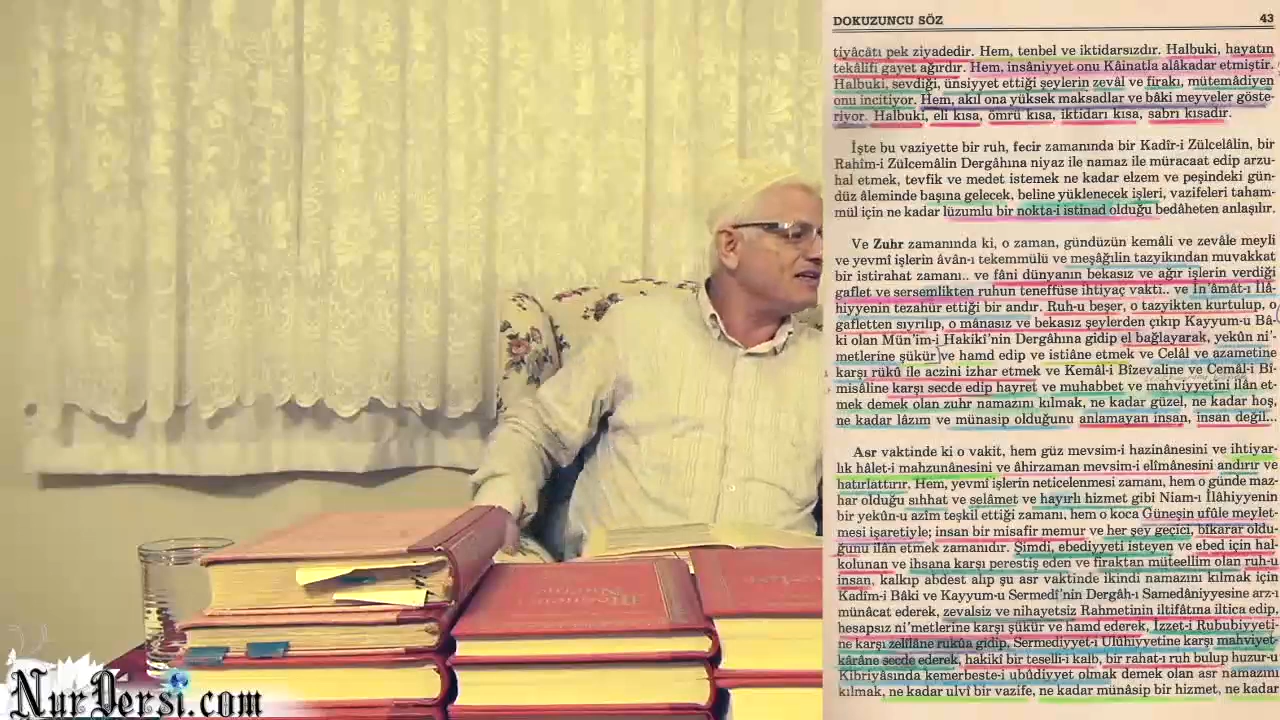 DOKUZUNCU SÖZ 43
tiyâcâtı pek ziyadedir. Hem, tenbel ve iktidarsızdır. Halbuki, hayatın
tekâlifi gayet ağırdır. Hem, insâniyyet onu Kâinatla alâkadar etmiştir.
Halbuki, sevdiği, ünsiyyet ettiği şeylerin zevâl ve firakı, mütemâdiyen
onu incitiyor. Hem, akıl ona yüksek maksadlar ve bâki meyveler göste-
riyor. Halbuki, eli kısa, ömrü kısa, iktidarı kısa, sabrı kısadır.
İşte bu vaziyette bir ruh, fecir zamanında bir Kadîr-i Zülcelâlin, bir
Rahîm-i Zülcemâlin Dergâhına niyaz ile namaz ile müracaat edip arzu-
hal etmek, tevfik ve medet istemek ne kadar elzem ve peşindeki gün-
düz âleminde başına gelecek, beline yüklenecek işleri, vazifeleri taham-
mül için ne kadar lüzumlu bir nokta-i istinad olduğu bedâheten anlaşılır.
Ve Zuhr zamanında ki, o zaman, gündüzün kemâli ve zevâle meyli
ve yevmî işlerin âvân-ı tekemmülü ve meşâğılin tazyikından muvakkat
bir istirahat zamanı.. ve fâni dünyanın bekasız ve ağır işlerin verdiği
gaflet ve sersemlikten ruhun teneffüse ihtiyaç vakti.. ve İn'âmât-ı İlâ-
hiyyenin tezahür ettiği bir andır. Ruh-u beşer, o tazyikten kurtulup, o
gafletten sıyrılıp, o mânasız ve bekasız şeylerden çıkıp Kayyum-u Bâ-
ki olan Mün'im-i Hakikî'nin Dergâhına gidip el bağlayarak, yekûn ni'-
metlerine şükür ve hamd edip ve istiâne etmek ve Celâl ve azametine
karşı rükû ile aczini izhar etmek ve Kemâl-i Bîzevaline ve Cemâl-i Bî-
misâline karşı secde edip hayret ve muhabbet ve mahviyyetini ilân et-
mek demek olan zuhr namazını kılmak, ne kadar güzel, ne kadar hoş,
ne kadar lâzım ve münasip olduğunu anlamayan insan, insan değil..
Asr vaktinde ki o vakit, hem güz mevsim-i hazinânesini ve ihtiyar-
lık hâlet-i mahzunânesini ve âhirzaman mevsim-i elîmânesini andırır ve
hatırlattırır. Hem, yevmî işlerin neticelenmesi zamanı, hem o günde maz-
har olduğu sıhhat ve selâmet ve hayırlı hizmet gibi Niam-ı İlâhiyyenin
bir yekûn-u azîm teşkil ettiği zamanı, hem o koca Güneşin ufûle meylet-
mesi işaretiyle; insan bir misafir memur ve her şey geçici, bîkarar oldu-
ğunu ilân etmek zamanıdır. Şimdi, ebediyyeti isteyen ve ebed için hal-
kolunan ve ihsana karşı perestiş eden ve firaktan müteellim olan ruh-u
insan, kalkıp abdest alıp şu asr vaktinde ikindi namazını kılmak için
Kadîm-i Bâki ve Kayyum-u Sermedî'nin Dergâh-ı Samedâniyyesine arz-ı
münâcat ederek, zevalsiz ve nihayetsiz Rahmetinin iltifâtına iltica edip,
hesapsız ni'metlerine karşı şükür ve hamd ederek, İzzet-i Rububiyyeti-
ne karşı zelîlâne rukûa gidip, Sermediyyet-i Ulûhiyyetine karşı mahviyet-
kârâne secde ederek, hakikî bir teselli-i kalb, bir rahat-ı ruh bulup huzur-u
Kibriyâsında kemerbeste-i ubûdiyyet olmak demek olan asr namazını
kılmak, ne kadar ulvî bir vazife, ne kadar münâsip bir hizmet, ne kadar
NurDersi.com